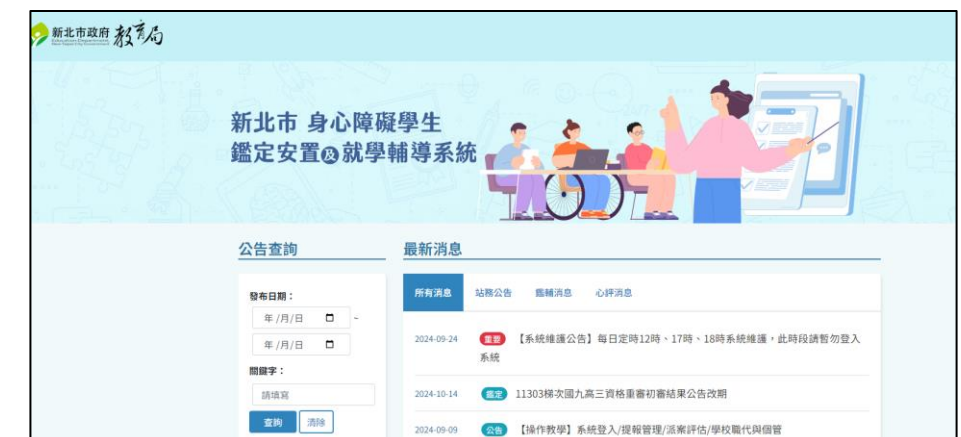 新北市政府 教育局
新北市 身心障礙學生
鑑定安置及就學輔導系統
公告查詢
發布日期：
年 /月/日 ~
年 /月/日
關鍵字：
請填寫
查詢 清除
最新消息
所有消息 站務公告 鑑輔消息 心評消息
2024-09-24 重要 【系統維護公告】每日定時12時、17時、18時系統維護，此時段請暫勿登入
系統
2024-10-14 鑑定 11303梯次國九高三資格重審初審結果公告改期
2024-09-09 公告 【操作教學】系統登入/提報管理/派案評估/學校職代與個管